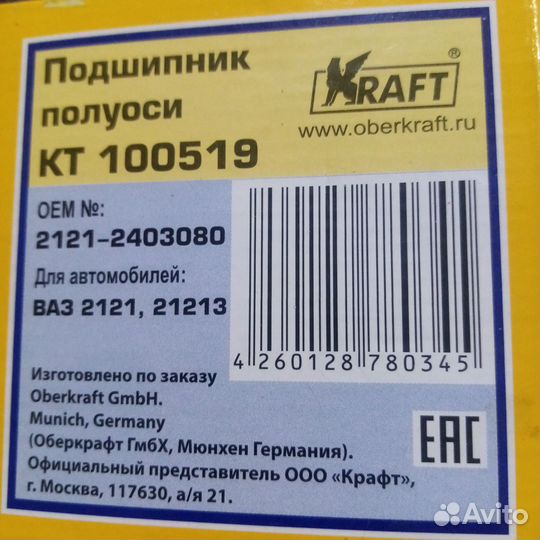 Подшипник
полуоси
КТ 100519
KRAFT®
www.oberkraft.ru
OEM №:
2121-2403080
Для автомобилей:
ВАЗ 2121, 21213
4 260128 780345
Изготовлено по заказу
Oberkraft GmbH.
Munich, Germany
(Оберкрафт ГмбХ, Мюнхен Германия).
Официальный представитель ООО «Крафт»,
г. Москва, 117630, а/я 21.
EAC
Avito